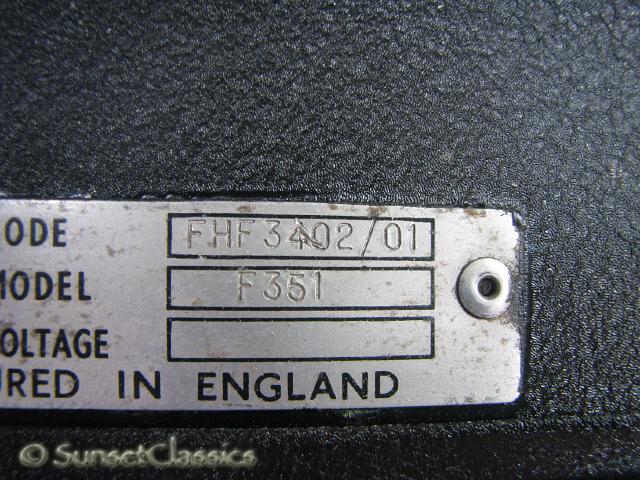 ODE FHF3402/01
MODEL F351
OLTAGE
URED IN ENGLAND
© SunsetClassics